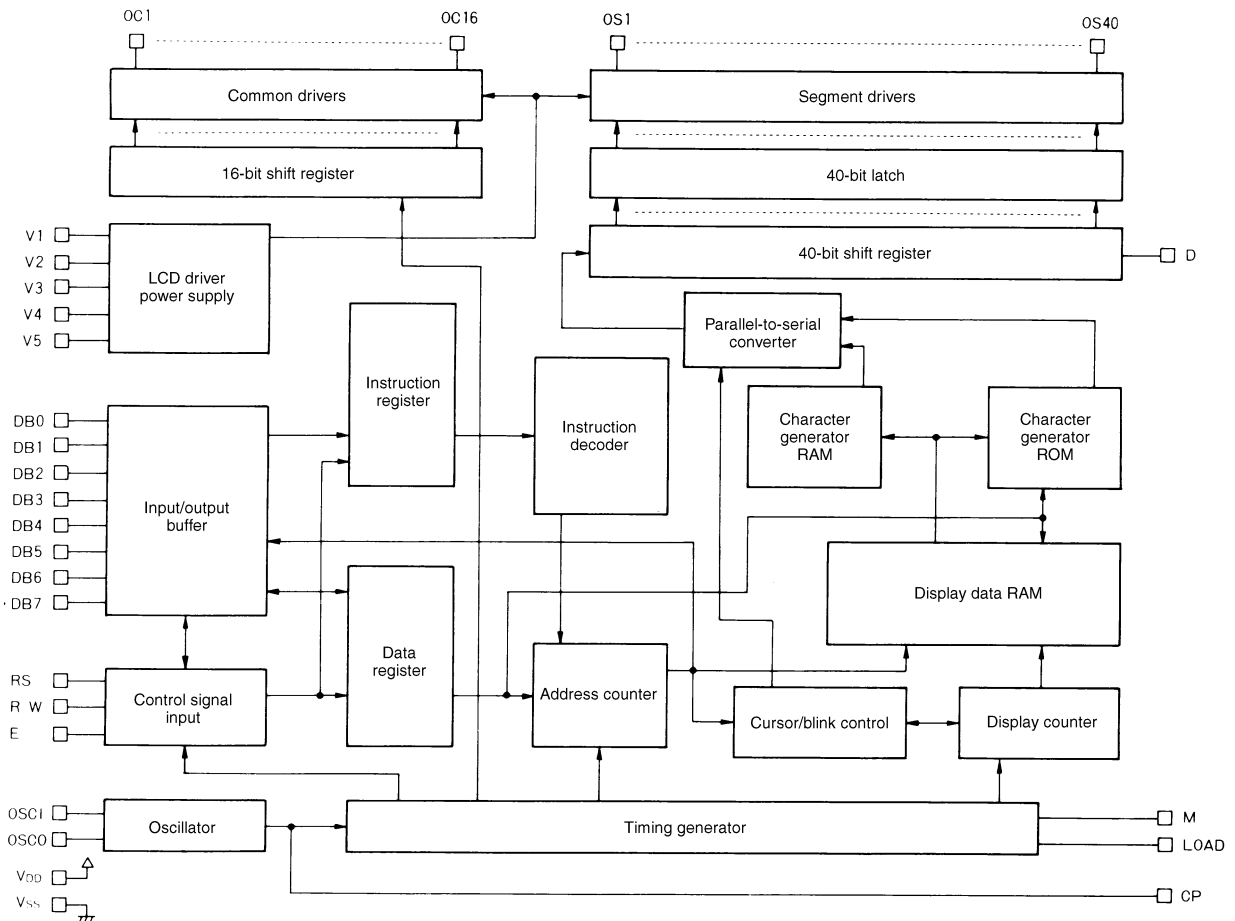 OC1
OC16
OS1
OS40
Common drivers
Segment drivers
16-bit shift register
40-bit latch
V1
V2
V3
V4
V5
LCD driver
power supply
40-bit shift register
D
Parallel-to-serial
converter
Instruction
register
Instruction
decoder
Character
generator
RAM
Character
generator
ROM
DB0
DB1
DB2
DB3
DB4
DB5
DB6
DB7
Input/output
buffer
Display data RAM
Data
register
RS
R W
E
Control signal
input
Address counter
Cursor/blink control
Display counter
OSC1
OSCO
Oscillator
Timing generator
M
LOAD
VDD
VSS
CP